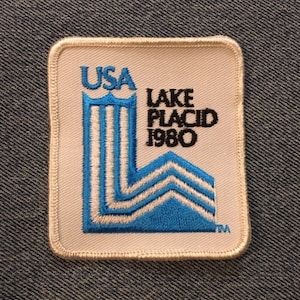 USA
LAKE
PLACID
1980
TM